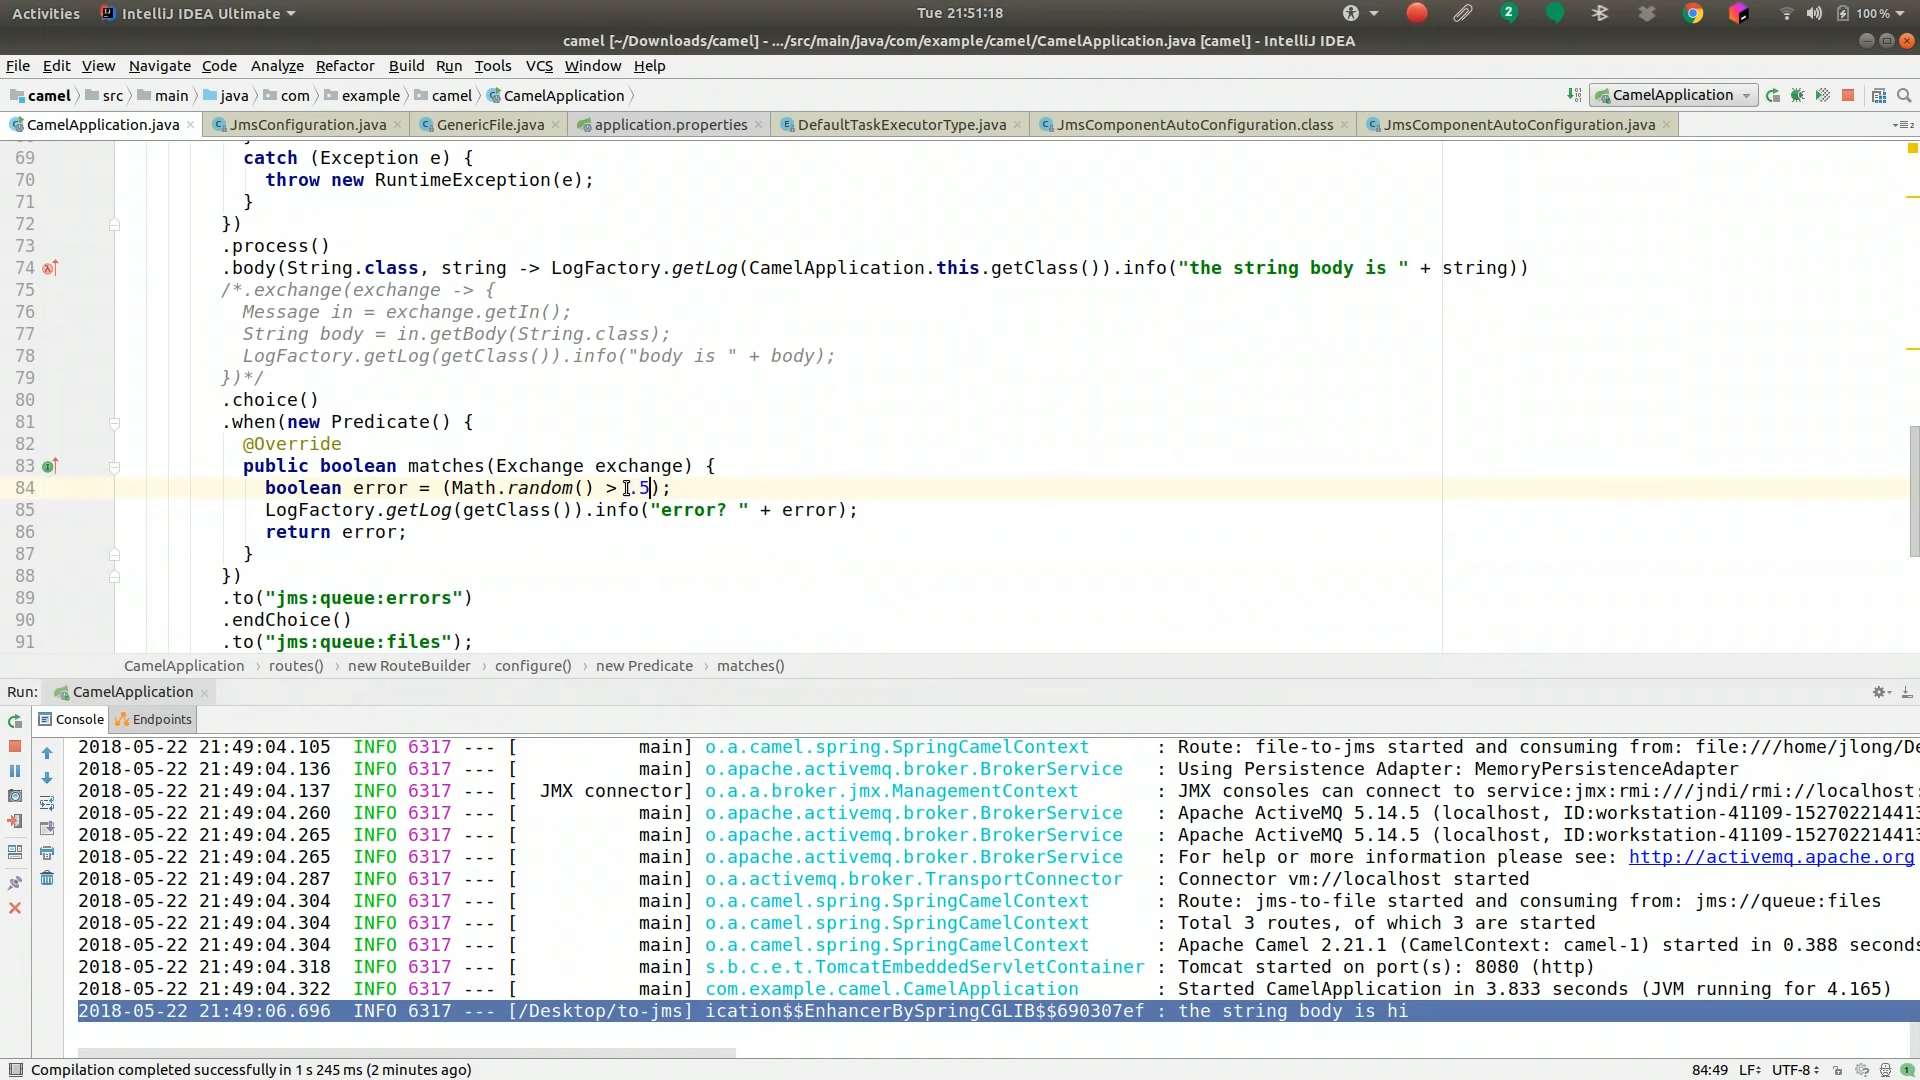 Activities IntelliJ IDEA Ultimate Tue 21:51:18 2 100 %
camel [~/Downloads/camel] - .../src/main/java/com/example/camel/CamelApplication.java [camel] - IntelliJ IDEA
File Edit View Navigate Code Analyze Refactor Build Run Tools VCS Window Help
camel src main java com example camel CamelApplication CamelApplication
CamelApplication.java JmsConfiguration.java GenericFile.java application.properties DefaultTaskExecutorType.java JmsComponentAutoConfiguration.class JmsComponentAutoConfiguration.java
69 catch (Exception e) {
70 throw new RuntimeException(e);
71 }
72 })
73 .process()
74 .body(String.class, string -> LogFactory.getLog(CamelApplication.this.getClass()).info("the string body is " + string))
75 /*.exchange(exchange -> {
76 Message in = exchange.getIn();
77 String body = in.getBody(String.class);
78 LogFactory.getLog(getClass()).info("body is " + body);
79 })*/
80 .choice()
81 .when(new Predicate() {
82 @Override
83 public boolean matches(Exchange exchange) {
84 boolean error = (Math.random() > .5);
85 LogFactory.getLog(getClass()).info("error? " + error);
86 return error;
87 }
88 })
89 .to("jms:queue:errors")
90 .endChoice()
91 .to("jms:queue:files");
CamelApplication › routes() › new RouteBuilder › configure() › new Predicate › matches()
Run: CamelApplication
Console Endpoints
2018-05-22 21:49:04.105 INFO 6317 --- [ main] o.a.camel.spring.SpringCamelContext : Route: file-to-jms started and consuming from: file:///home/jlong/De
2018-05-22 21:49:04.136 INFO 6317 --- [ main] o.apache.activemq.broker.BrokerService : Using Persistence Adapter: MemoryPersistenceAdapter
2018-05-22 21:49:04.137 INFO 6317 --- [ JMX connector] o.a.a.broker.jmx.ManagementContext : JMX consoles can connect to service:jmx:rmi:///jndi/rmi://localhost:
2018-05-22 21:49:04.260 INFO 6317 --- [ main] o.apache.activemq.broker.BrokerService : Apache ActiveMQ 5.14.5 (localhost, ID:workstation-41109-1527022144​13
2018-05-22 21:49:04.265 INFO 6317 --- [ main] o.apache.activemq.broker.BrokerService : Apache ActiveMQ 5.14.5 (localhost, ID:workstation-41109-152702214413
2018-05-22 21:49:04.265 INFO 6317 --- [ main] o.apache.activemq.broker.BrokerService : For help or more information please see: http://activemq.apache.org
2018-05-22 21:49:04.287 INFO 6317 --- [ main] o.a.activemq.broker.TransportConnector : Connector vm://localhost started
2018-05-22 21:49:04.304 INFO 6317 --- [ main] o.a.camel.spring.SpringCamelContext : Route: jms-to-file started and consuming from: jms://queue:files
2018-05-22 21:49:04.304 INFO 6317 --- [ main] o.a.camel.spring.SpringCamelContext : Total 3 routes, of which 3 are started
2018-05-22 21:49:04.304 INFO 6317 --- [ main] o.a.camel.spring.SpringCamelContext : Apache Camel 2.21.1 (CamelContext: camel-1) started in 0.388 seconds
2018-05-22 21:49:04.318 INFO 6317 --- [ main] s.b.c.e.t.TomcatEmbeddedServletContainer : Tomcat started on port(s): 8080 (http)
2018-05-22 21:49:04.322 INFO 6317 --- [ main] com.example.camel.CamelApplication : Started CamelApplication in 3.833 seconds (JVM running for 4.165)
2018-05-22 21:49:06.696 INFO 6317 --- [/Desktop/to-jms] ication$$EnhancerBySpringCGLIB$$690307ef : the string body is hi
Compilation completed successfully in 1 s 245 ms (2 minutes ago) 84:49 LF UTF-8 1